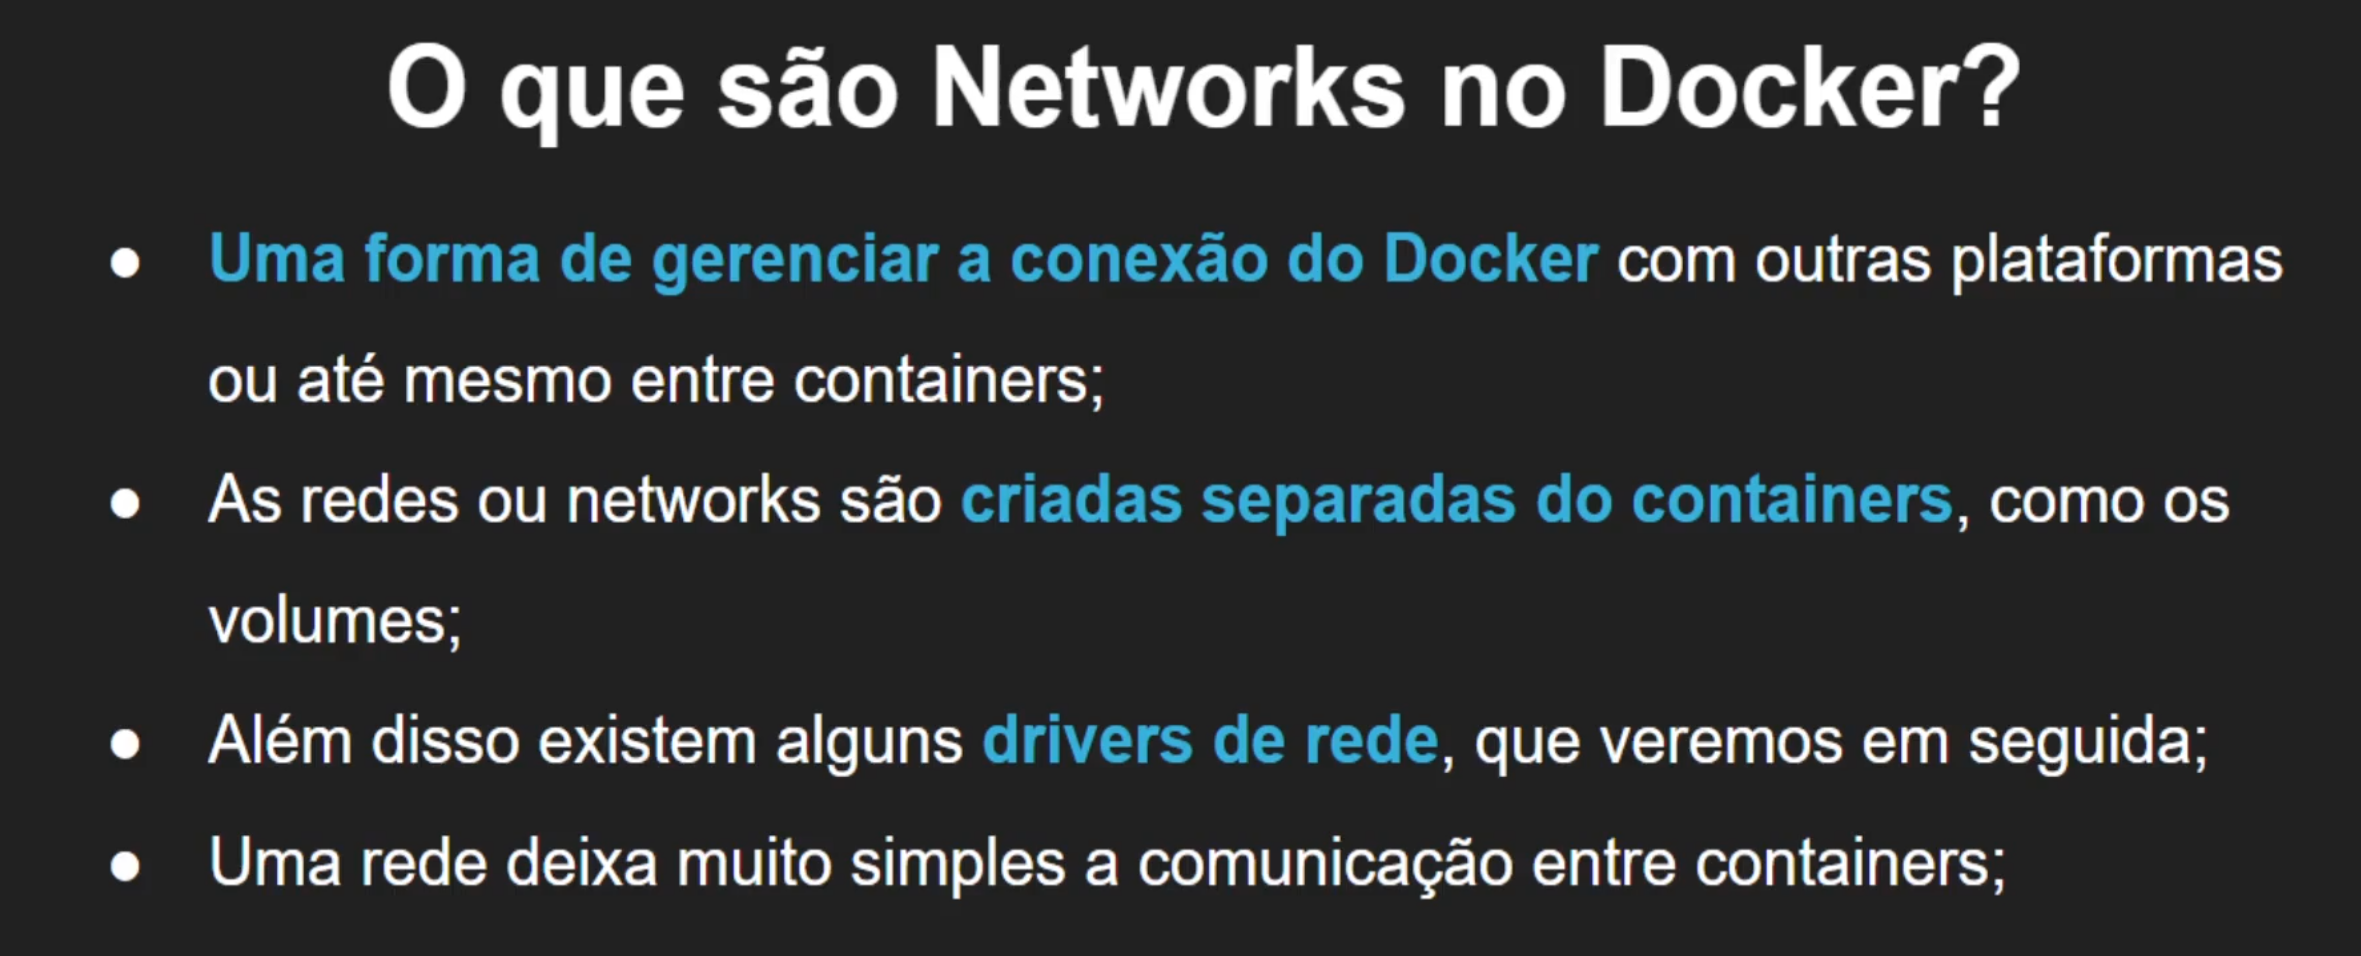 O que são Networks no Docker?
● Uma forma de gerenciar a conexão do Docker com outras plataformas
ou até mesmo entre containers;
● As redes ou networks são criadas separadas do containers, como os
volumes;
● Além disso existem alguns drivers de rede, que veremos em seguida;
● Uma rede deixa muito simples a comunicação entre containers;